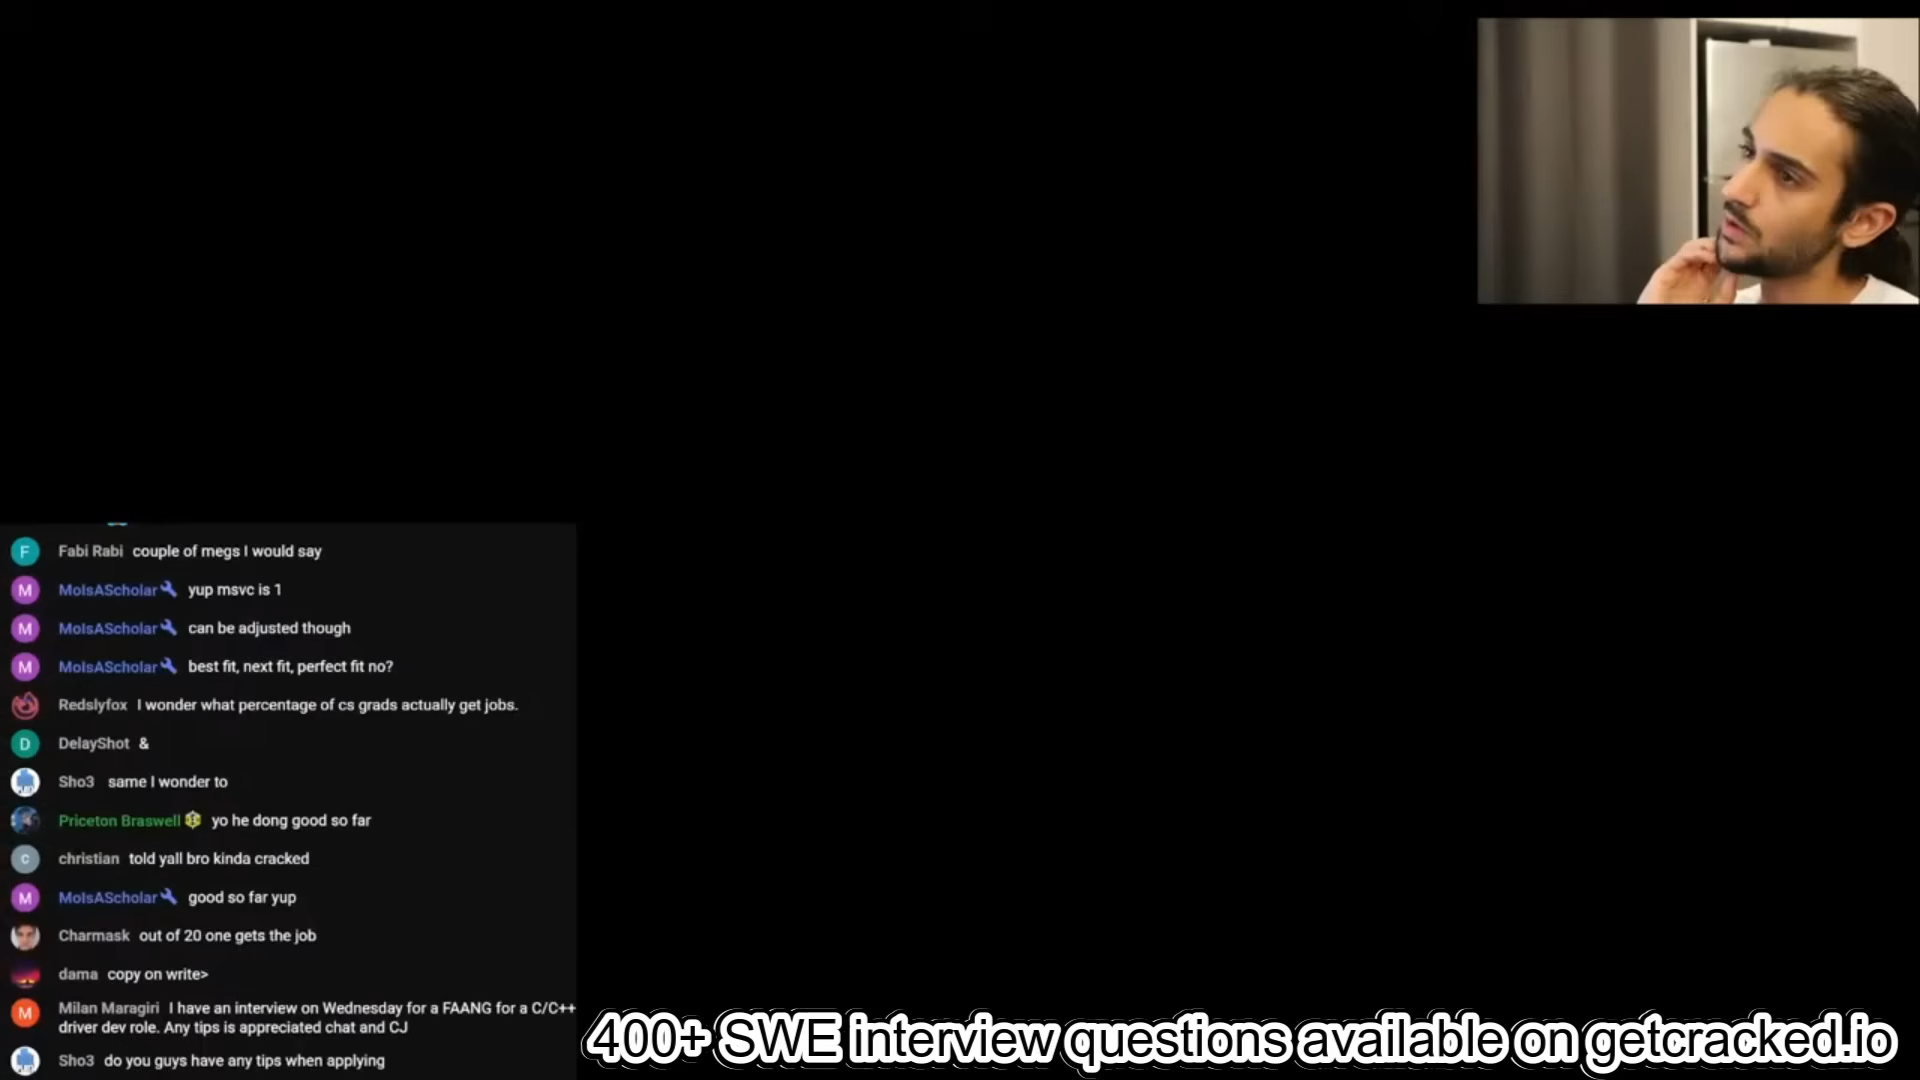 F Fabi Rabi couple of megs I would say
M MoIsAScholar yup msvc is 1
M MoIsAScholar can be adjusted though
M MoIsAScholar best fit, next fit, perfect fit no?
Redslyfox I wonder what percentage of cs grads actually get jobs.
D DelayShot &
Sho3 same I wonder to
Priceton Braswell yo he dong good so far
c christian told yall bro kinda cracked
M MoIsAScholar good so far yup
Charmask out of 20 one gets the job
dama copy on write>
M Milan Maragiri I have an interview on Wednesday for a FAANG for a C/C++
driver dev role. Any tips is appreciated chat and CJ
Sho3 do you guys have any tips when applying
400+ SWE interview questions available on getcracked.io